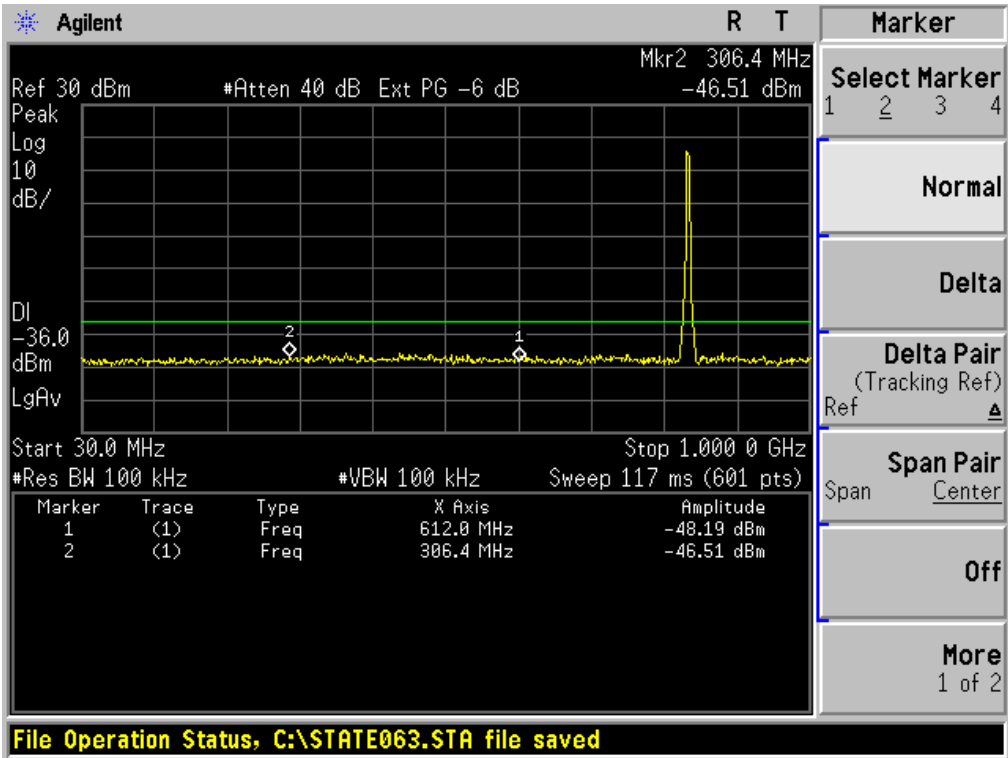 Agilent R T
Marker
Mkr2 306.4 MHz
Ref 30 dBm #Atten 40 dB Ext PG -6 dB -46.51 dBm
Peak
Log
10
dB/
DI
-36.0
dBm
LgAv
2
1
Start 30.0 MHz Stop 1.000 0 GHz
#Res BW 100 kHz #VBW 100 kHz Sweep 117 ms (601 pts)
Marker Trace Type X Axis Amplitude
1 (1) Freq 612.0 MHz -48.19 dBm
2 (1) Freq 306.4 MHz -46.51 dBm
Select Marker
1 2 3 4
Normal
Delta
Delta Pair
(Tracking Ref)
Ref Δ
Span Pair
Span Center
Off
More
1 of 2
File Operation Status, C:\STATE063.STA file saved